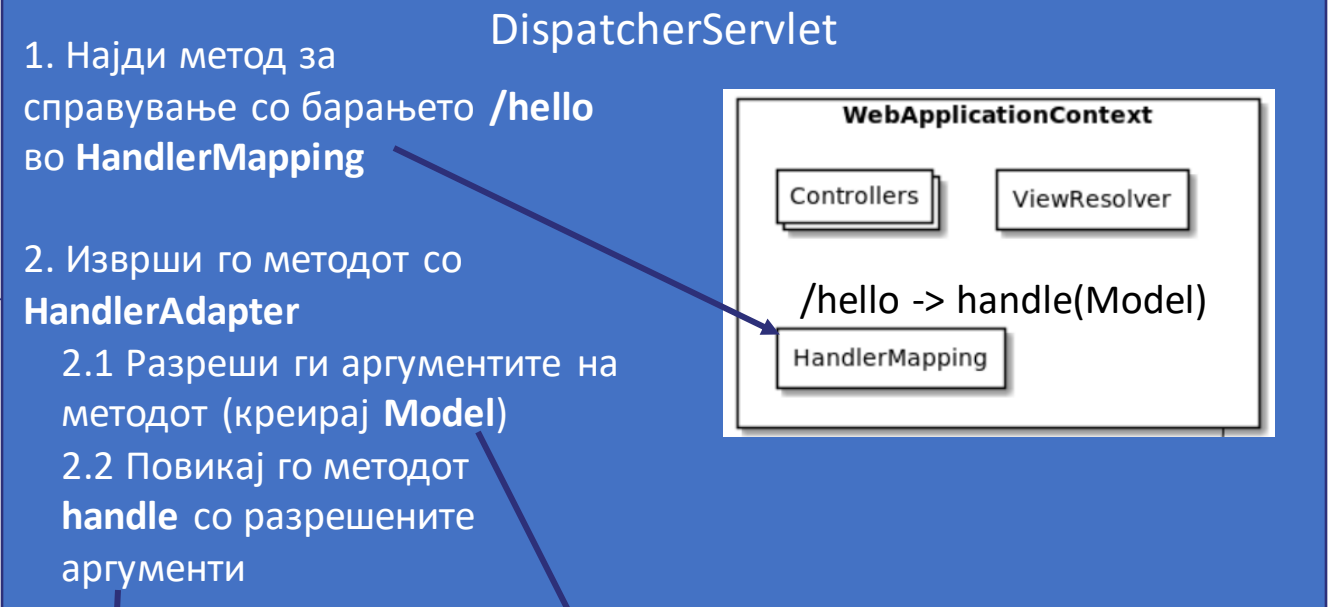 DispatcherServlet
1. Најди метод за
справување со барањето /hello
во HandlerMapping
2. Изврши го методот со
HandlerAdapter
2.1 Разреши ги аргументите на
методот (креирај Model)
2.2 Повикај го методот
handle со разрешените
аргументи
WebApplicationContext
Controllers
ViewResolver
/hello -> handle(Model)
HandlerMapping